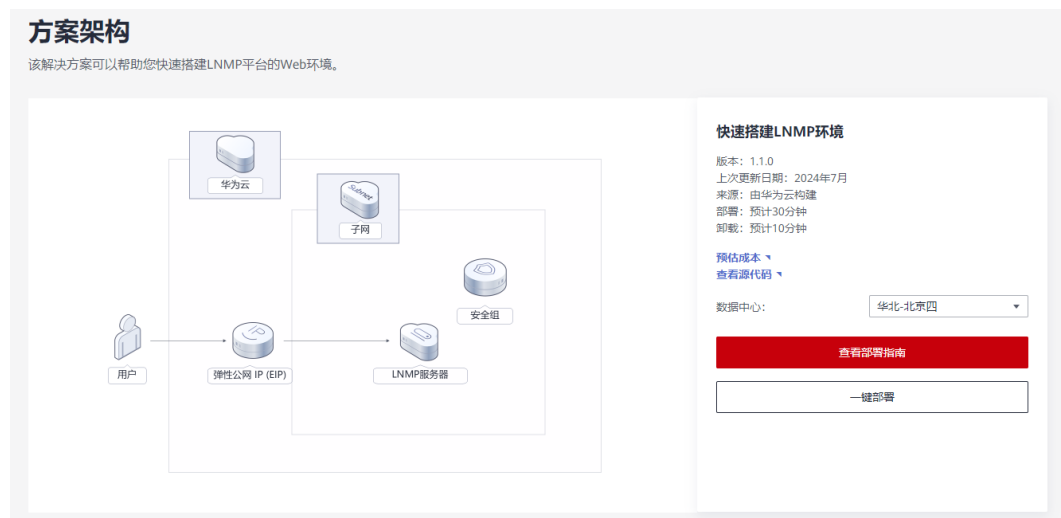 方案架构
该解决方案可以帮助您快速搭建LNMP平台的Web环境。
华为云
Subnet
子网
安全组
IP
用户
弹性公网 IP (EIP)
LNMP服务器
快速搭建LNMP环境
版本：1.1.0
上次更新日期：2024年7月
来源：由华为云构建
部署：预计30分钟
卸载：预计10分钟
预估成本
查看源代码
数据中心：
华北-北京四
查看部署指南
一键部署